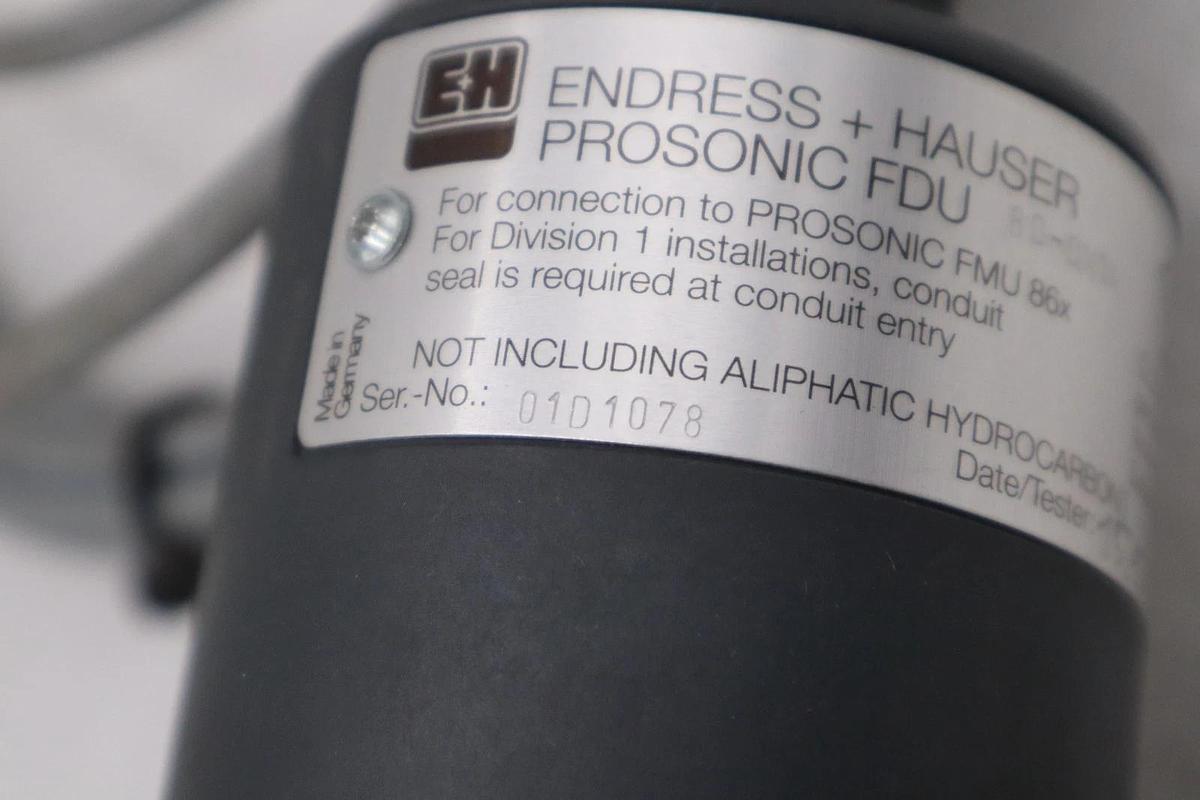 E+H
ENDRESS + HAUSER
PROSONIC FDU
For connection to PROSONIC FMU 86x
For Division 1 installations, conduit
seal is required at conduit entry
NOT INCLUDING ALIPHATIC HYDROCARBON
Ser.-No.: 01D1078
Date/Tester:
Made in
Germany